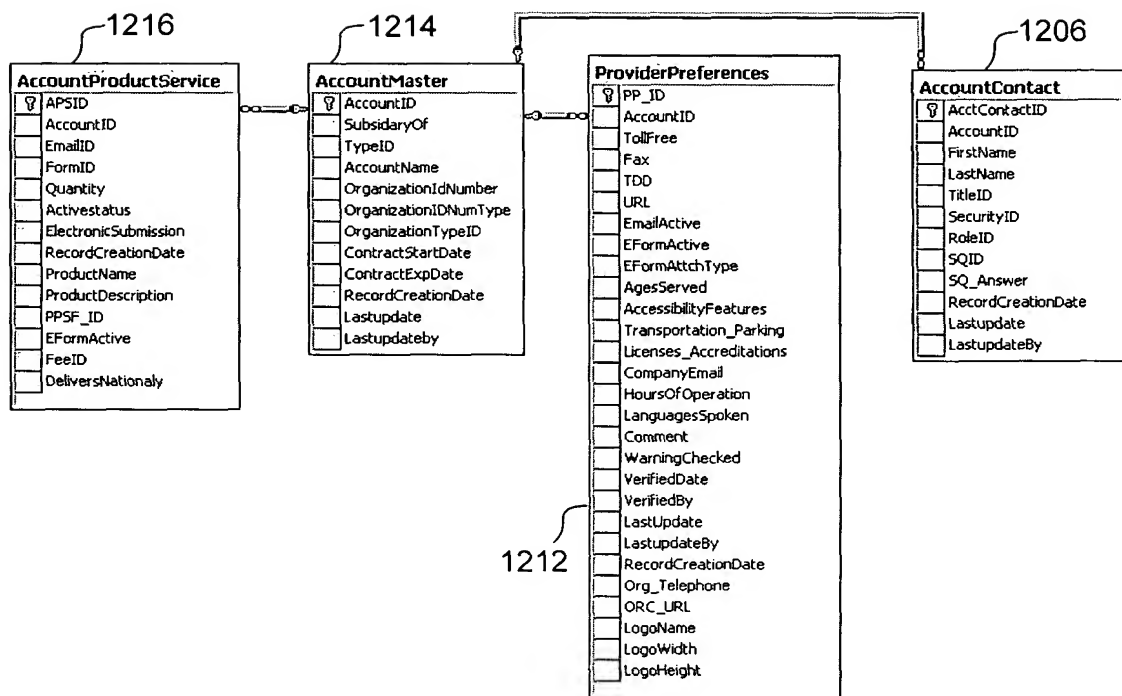 1216
1214
1206
AccountProductService
APSID
AccountID
EmailID
FormID
Quantity
Activestatus
ElectronicSubmission
RecordCreationDate
ProductName
ProductDescription
PPSF_ID
EFormActive
FeeID
DeliversNationaly
AccountMaster
AccountID
SubsidaryOf
TypeID
AccountName
OrganizationIdNumber
OrganizationIDNumType
OrganizationTypeID
ContractStartDate
ContractExpDate
RecordCreationDate
Lastupdate
Lastupdateby
ProviderPreferences
PP_ID
AccountID
TollFree
Fax
TDD
URL
EmailActive
EFormActive
EFormAttchType
AgesServed
AccessibilityFeatures
Transportation_Parking
Licenses_Accreditations
CompanyEmail
HoursOfOperation
LanguagesSpoken
Comment
WarningChecked
VerifiedDate
VerifiedBy
LastUpdate
LastupdateBy
RecordCreationDate
Org_Telephone
ORC_URL
LogoName
LogoWidth
LogoHeight
1212
AccountContact
AcctContactID
AccountID
FirstName
LastName
TitleID
SecurityID
RoleID
SQID
SQ_Answer
RecordCreationDate
Lastupdate
LastupdateBy